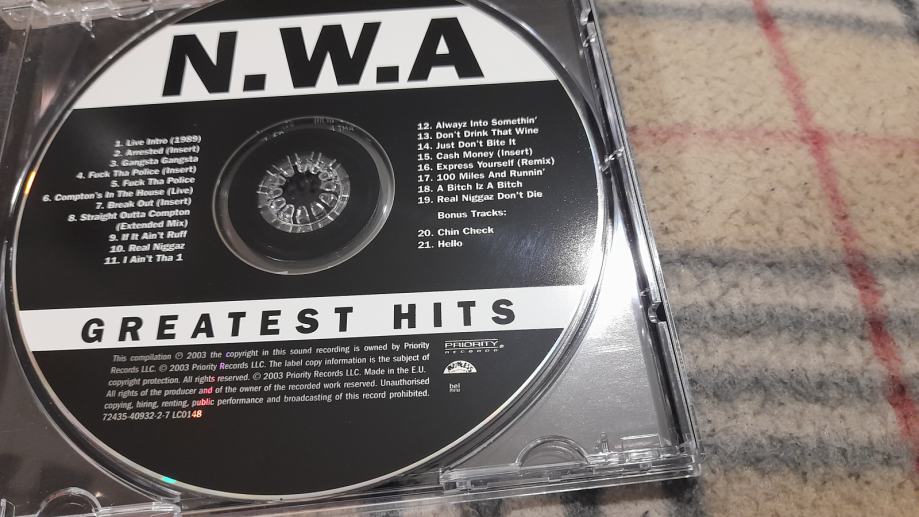 N.W.A
1. Live Intro (1989)
2. Arrested (Insert)
3. Gangsta Gangsta
4. Fuck Tha Police (Insert)
5. Fuck Tha Police
6. Compton's In The House (Live)
7. Break Out (Insert)
8. Straight Outta Compton
(Extended Mix)
9. If It Ain't Ruff
10. Real Niggaz
11. I Ain't Tha 1
12. Alwayz Into Somethin'
13. Don't Drink That Wine
14. Just Don't Bite It
15. Cash Money (Insert)
16. Express Yourself (Remix)
17. 100 Miles And Runnin'
18. A Bitch Iz A Bitch
19. Real Niggaz Don't Die
Bonus Tracks:
20. Chin Check
21. Hello
GREATEST HITS
This compilation ℗ 2003 the copyright in this sound recording is owned by Priority
Records LLC. © 2003 Priority Records LLC. The label copy information is the subject of
copyright protection. All rights reserved. © 2003 Priority Records LLC. Made in the E.U.
All rights of the producer and of the owner of the recorded work reserved. Unauthorised
copying, hiring, renting, public performance and broadcasting of this record prohibited.
72435-40932-2-7 LC0148
PRIORITY®
RECORDS
bel